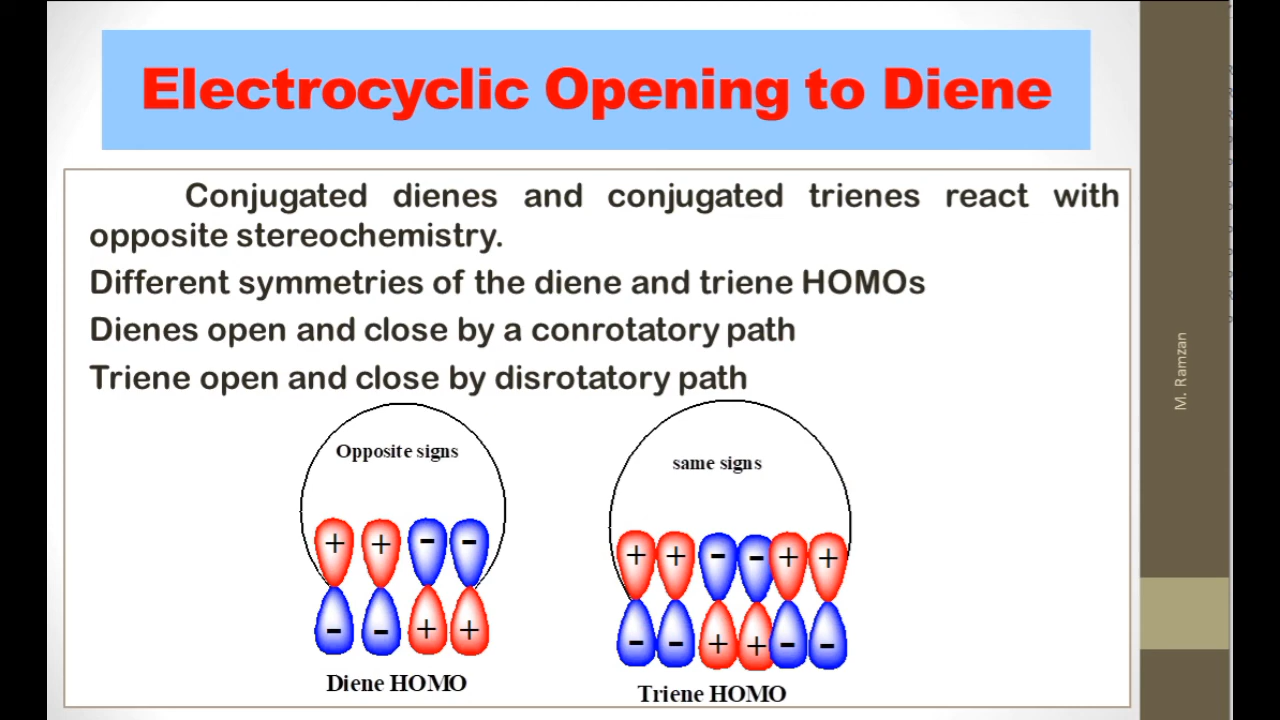 Electrocyclic Opening to Diene
Conjugated dienes and conjugated trienes react with
opposite stereochemistry.
Different symmetries of the diene and triene HOMOs
Dienes open and close by a conrotatory path
Triene open and close by disrotatory path
Opposite signs
same signs
+ + - -
+ + - - + +
- - + +
- - + + - -
Diene HOMO
Triene HOMO
M. Ramzan